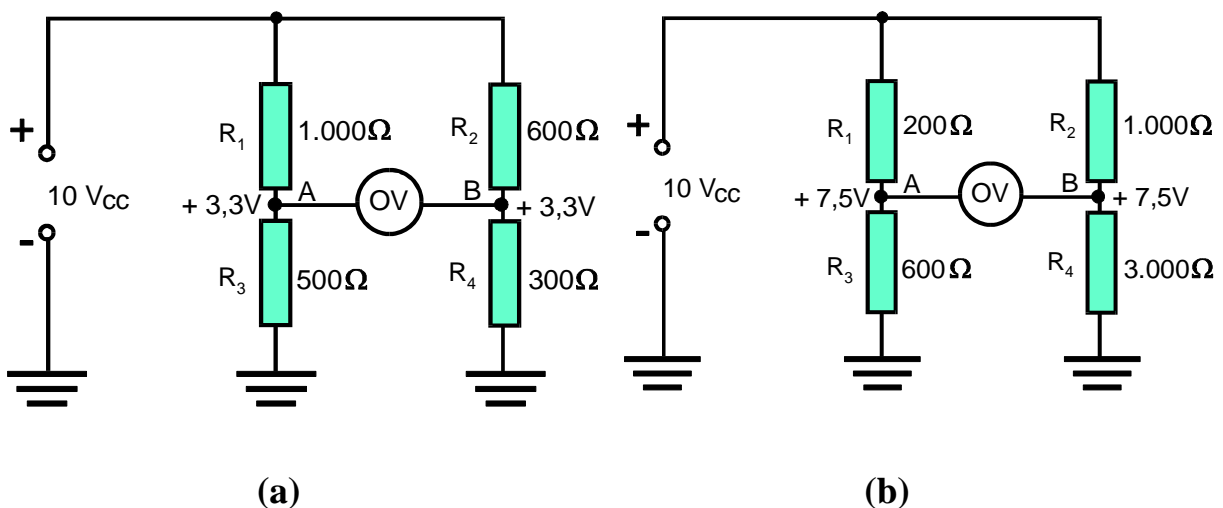 R1 1.000Ω R2 600Ω
+
10 VCC
-
A OV B
+ 3,3V + 3,3V
R3 500Ω R4 300Ω
(a)
R1 200Ω R2 1.000Ω
+
10 VCC
-
A OV B
+ 7,5V + 7,5V
R3 600Ω R4 3.000Ω
(b)